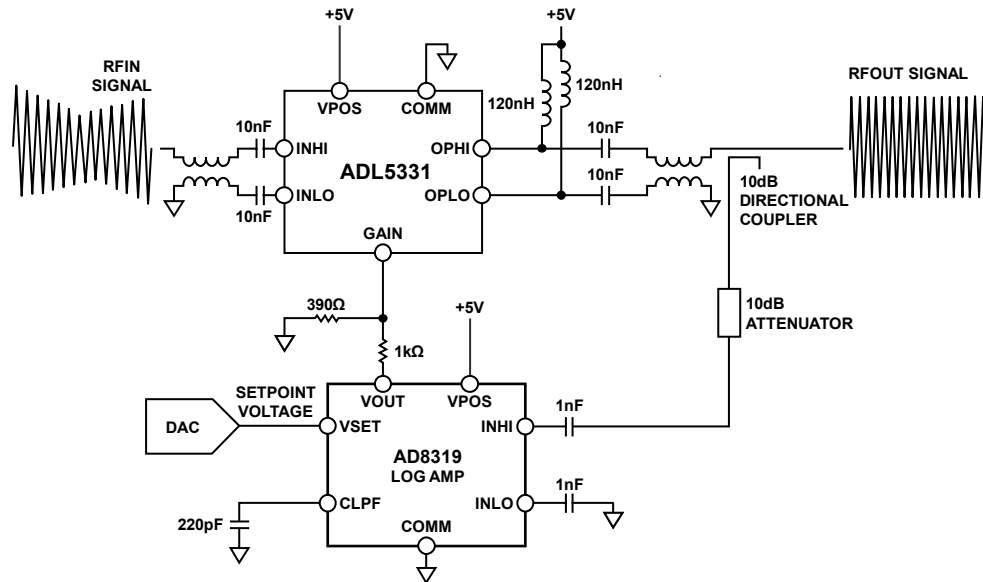 +5V
+5V
RFIN
SIGNAL
RFOUT SIGNAL
VPOS
COMM
120nH
120nH
10nF
10nF
INHI
OPHI
ADL5331
10nF
INLO
OPLO
10nF
10dB
DIRECTIONAL
COUPLER
GAIN
390Ω
+5V
10dB
ATTENUATOR
1kΩ
SETPOINT
VOLTAGE
VOUT
VPOS
1nF
DAC
VSET
INHI
AD8319
LOG AMP
1nF
CLPF
INLO
220pF
COMM